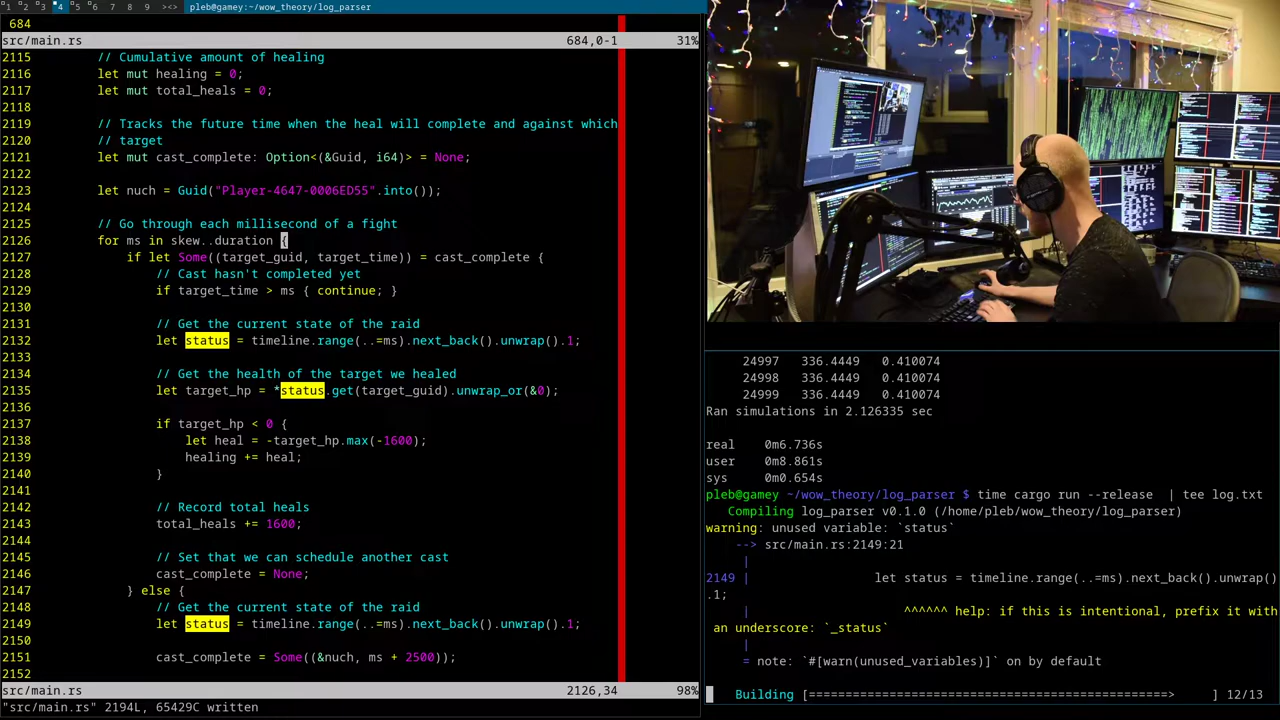 1 2 3 4 5 6 7 8 9 ><> pleb@gamey:~/wow_theory/log_parser
684
src/main.rs 684,0-1 31%
2115 // Cumulative amount of healing
2116 let mut healing = 0;
2117 let mut total_heals = 0;
2118
2119 // Tracks the future time when the heal will complete and against which
2120 // target
2121 let mut cast_complete: Option<(&Guid, i64)> = None;
2122
2123 let nuch = Guid("Player-4647-0006ED55".into());
2124
2125 // Go through each millisecond of a fight
2126 for ms in skew..duration {
2127 if let Some((target_guid, target_time)) = cast_complete {
2128 // Cast hasn't completed yet
2129 if target_time > ms { continue; }
2130
2131 // Get the current state of the raid
2132 let status = timeline.range(..=ms).next_back().unwrap().1;
2133
2134 // Get the health of the target we healed
2135 let target_hp = *status.get(target_guid).unwrap_or(&0);
2136
2137 if target_hp < 0 {
2138 let heal = -target_hp.max(-1600);
2139 healing += heal;
2140 }
2141
2142 // Record total heals
2143 total_heals += 1600;
2144
2145 // Set that we can schedule another cast
2146 cast_complete = None;
2147 } else {
2148 // Get the current state of the raid
2149 let status = timeline.range(..=ms).next_back().unwrap().1;
2150
2151 cast_complete = Some((&nuch, ms + 2500));
2152
src/main.rs 2126,34 98%
"src/main.rs" 2194L, 65429C written
24997 336.4449 0.410074
24998 336.4449 0.410074
24999 336.4449 0.410074
Ran simulations in 2.126335 sec
real 0m6.736s
user 0m8.861s
sys 0m0.654s
pleb@gamey ~/wow_theory/log_parser $ time cargo run --release | tee log.txt
Compiling log_parser v0.1.0 (/home/pleb/wow_theory/log_parser)
warning: unused variable: `status`
--> src/main.rs:2149:21
|
2149 | let status = timeline.range(..=ms).next_back().unwrap()
.1;
| ^^^^^^ help: if this is intentional, prefix it with
an underscore: `_status`
|
= note: `#[warn(unused_variables)]` on by default
Building [=================================================> ] 12/13